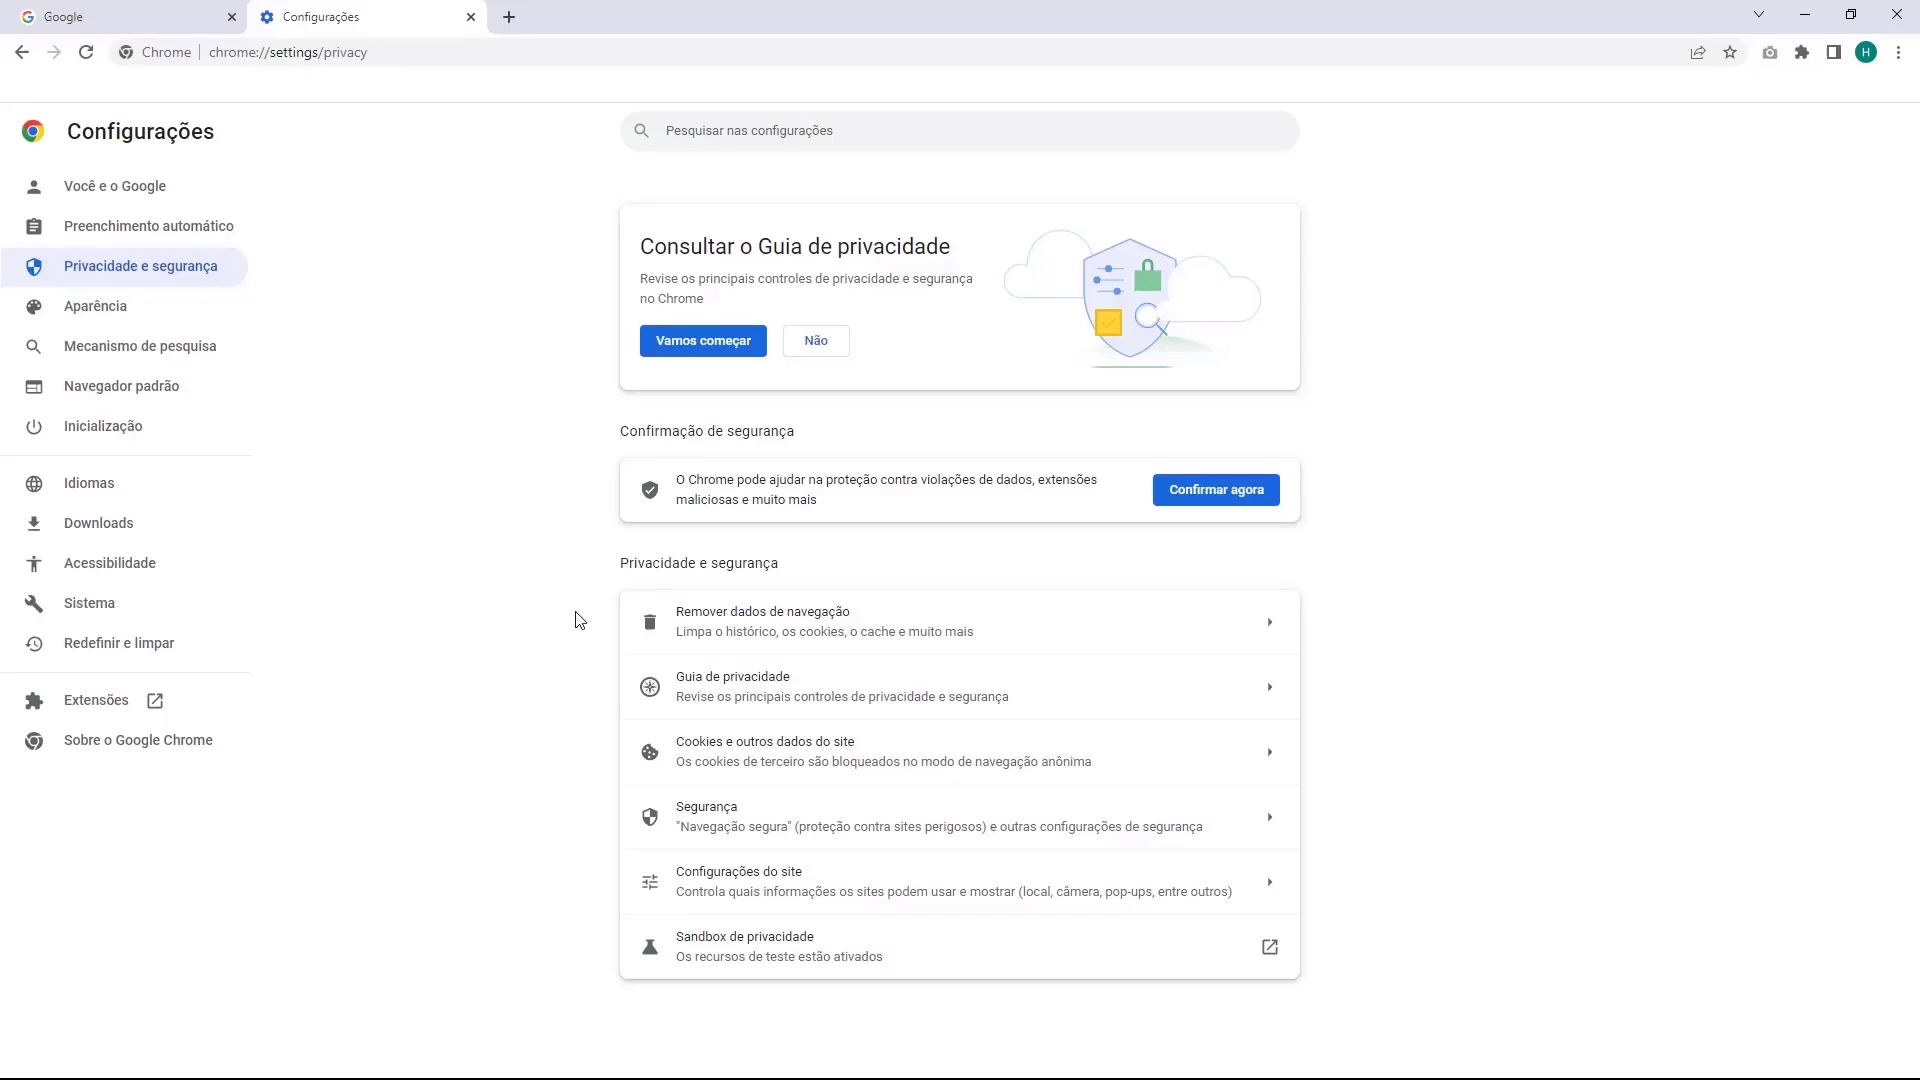 Google
Configurações
Chrome
chrome://settings/privacy
H
Configurações
Pesquisar nas configurações
Você e o Google
Preenchimento automático
Privacidade e segurança
Aparência
Mecanismo de pesquisa
Navegador padrão
Inicialização
Idiomas
Downloads
Acessibilidade
Sistema
Redefinir e limpar
Extensões
Sobre o Google Chrome
Consultar o Guia de privacidade
Revise os principais controles de privacidade e segurança
no Chrome
Vamos começar
Não
Confirmação de segurança
O Chrome pode ajudar na proteção contra violações de dados, extensões
maliciosas e muito mais
Confirmar agora
Privacidade e segurança
Remover dados de navegação
Limpa o histórico, os cookies, o cache e muito mais
Guia de privacidade
Revise os principais controles de privacidade e segurança
Cookies e outros dados do site
Os cookies de terceiro são bloqueados no modo de navegação anônima
Segurança
"Navegação segura" (proteção contra sites perigosos) e outras configurações de segurança
Configurações do site
Controla quais informações os sites podem usar e mostrar (local, câmera, pop-ups, entre outros)
Sandbox de privacidade
Os recursos de teste estão ativados